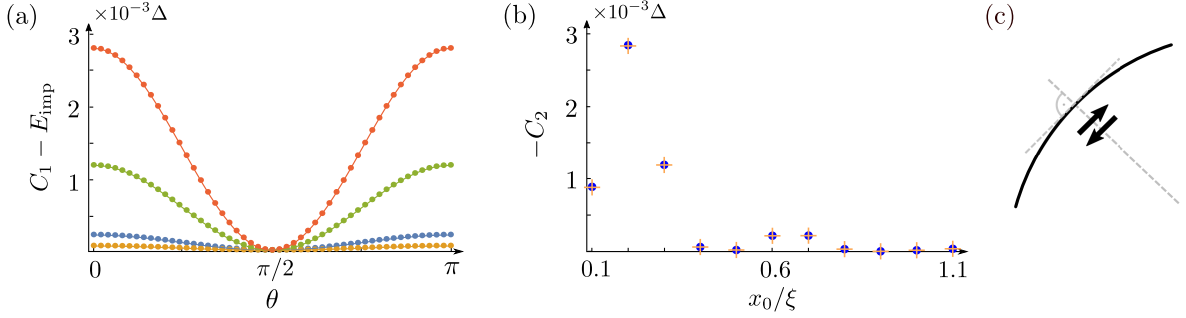 (a)
×10⁻³Δ
3
2
1
C₁ − E_imp
0
π/2
π
θ
(b)
×10⁻³Δ
3
2
1
−C₂
0.1
0.6
1.1
x₀/ξ
(c)